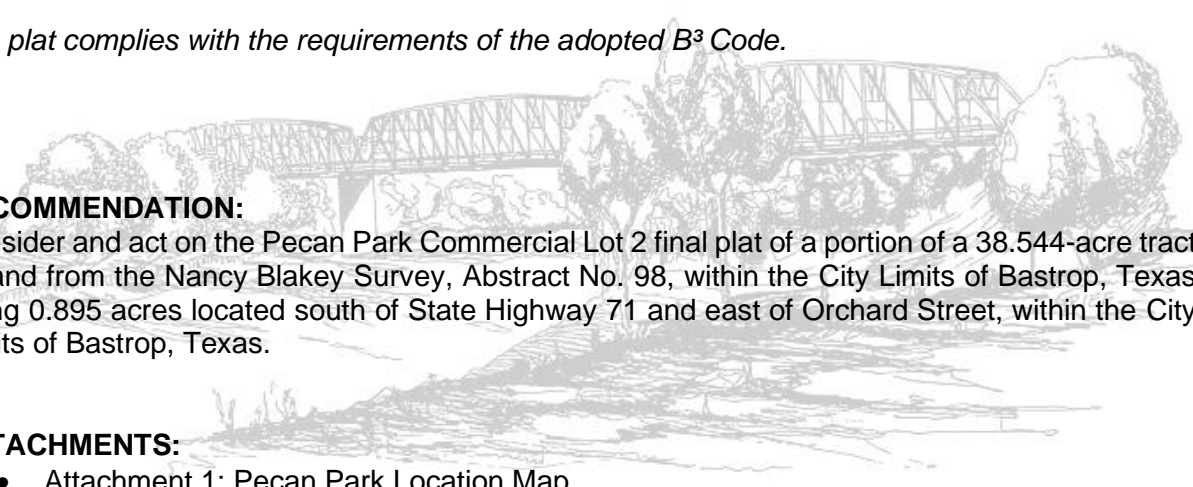 plat complies with the requirements of the adopted B³ Code.
COMMENDATION:
sider and act on the Pecan Park Commercial Lot 2 final plat of a portion of a 38.544-acre tract
and from the Nancy Blakey Survey, Abstract No. 98, within the City Limits of Bastrop, Texas
ng 0.895 acres located south of State Highway 71 and east of Orchard Street, within the City
its of Bastrop, Texas.
TACHMENTS:
• Attachment 1: Pecan Park Location Map